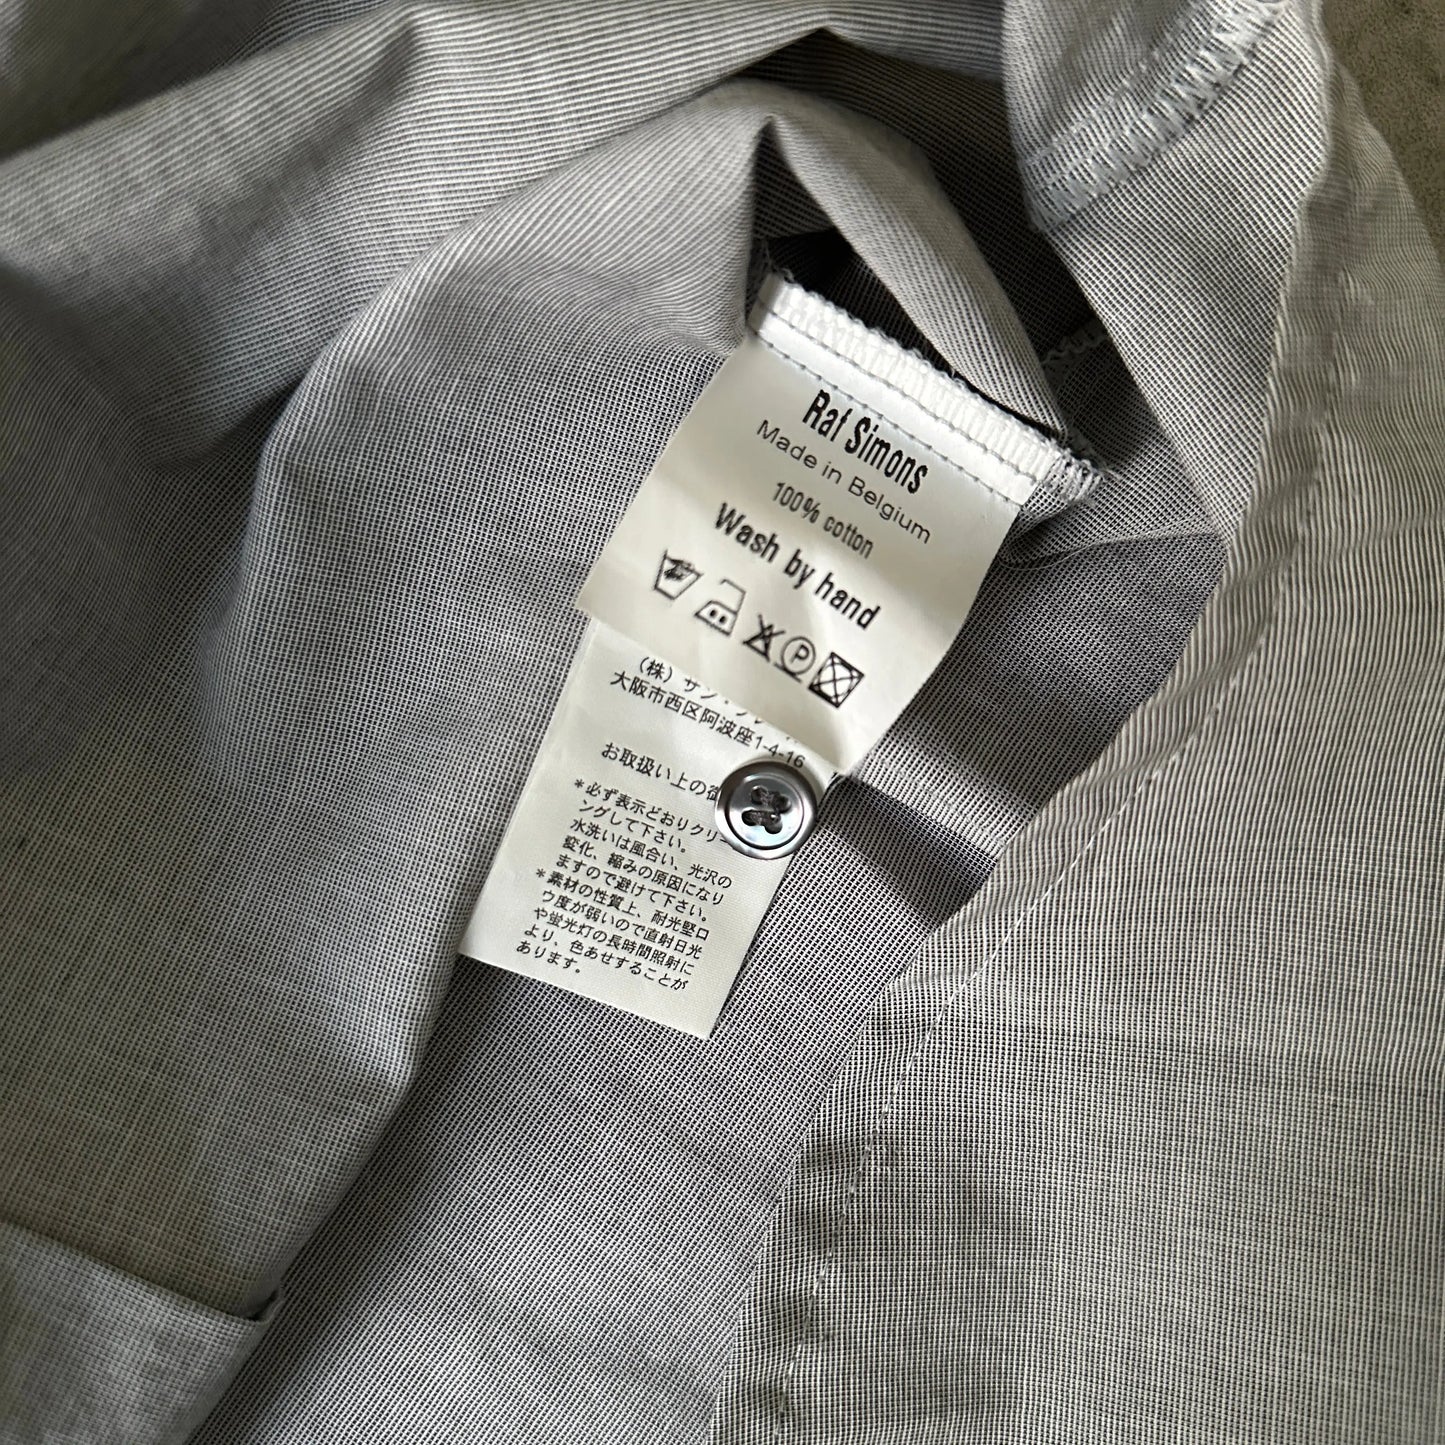 Raf Simons
Made in Belgium
100% cotton
Wash by hand
P
(株) サン・フレ
大阪市西区阿波座1-4-16
お取扱い上の御
*必ず表示どおりクリー
ングして下さい。
水洗いは風合い、光沢の
変化、縮みの原因になり
ますので避けて下さい。
*素材の性質上、耐光堅ロ
ウ度が弱いので直射日光
や蛍光灯の長時間照射に
より、色あせすることが
あります。